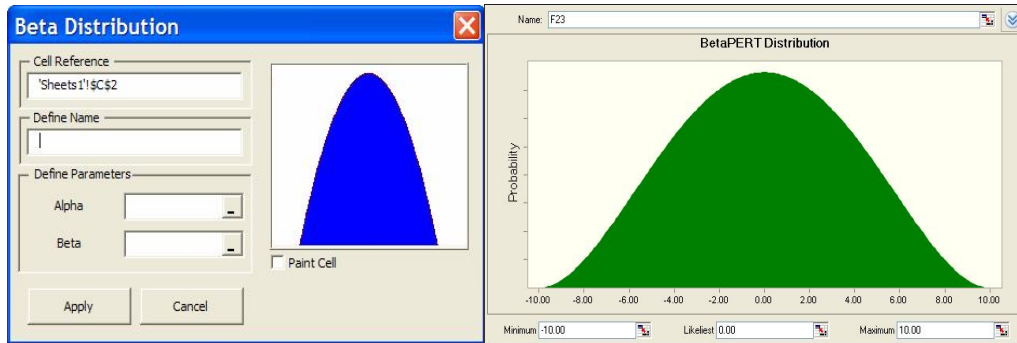 Beta Distribution
Cell Reference
'Sheets1'!$C$2
Define Name
Define Parameters
Alpha
Beta
Paint Cell
Apply Cancel
Name: F23
BetaPERT Distribution
Probability
-10.00 -8.00 -6.00 -4.00 -2.00 0.00 2.00 4.00 6.00 8.00 10.00
Minimum -10.00 Likeliest 0.00 Maximum 10.00